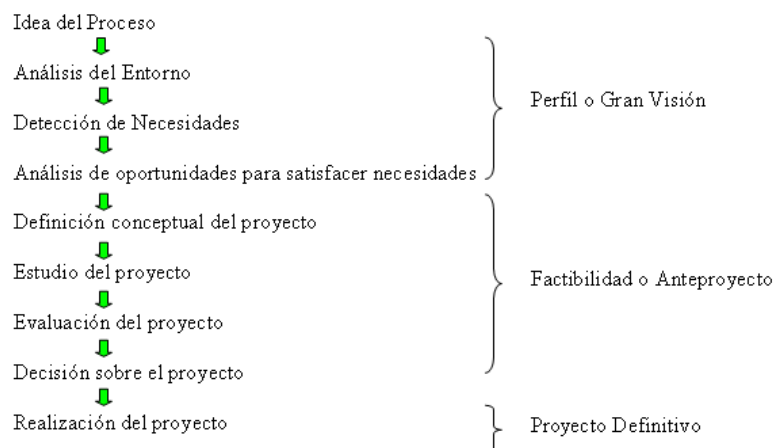 Idea del Proceso
Análisis del Entorno
Detección de Necesidades
Análisis de oportunidades para satisfacer necesidades
Perfil o Gran Visión
Definición conceptual del proyecto
Estudio del proyecto
Evaluación del proyecto
Decisión sobre el proyecto
Factibilidad o Anteproyecto
Realización del proyecto
Proyecto Definitivo